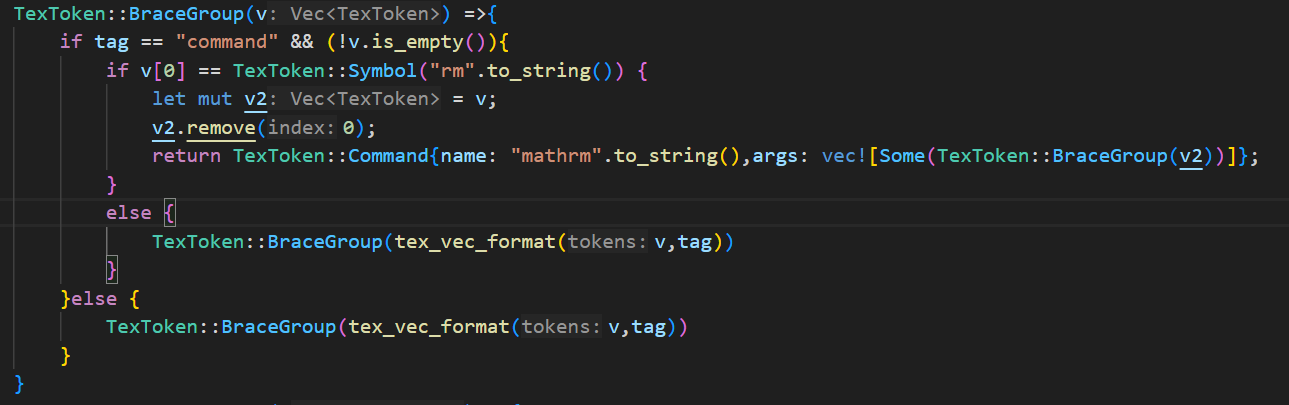 TexToken::BraceGroup(v: Vec<TexToken>) =>{
if tag == "command" && (!v.is_empty()){
if v[0] == TexToken::Symbol("rm".to_string()) {
let mut v2: Vec<TexToken> = v;
v2.remove(index: 0);
return TexToken::Command{name: "mathrm".to_string(),args: vec![Some(TexToken::BraceGroup(v2))]};
}
else {
TexToken::BraceGroup(tex_vec_format(tokens: v,tag))
}
}else {
TexToken::BraceGroup(tex_vec_format(tokens: v,tag))
}
}